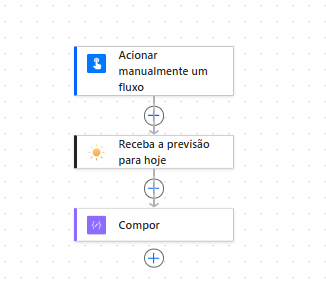 Acionar
manualmente um
fluxo
Receba a previsão
para hoje
Compor